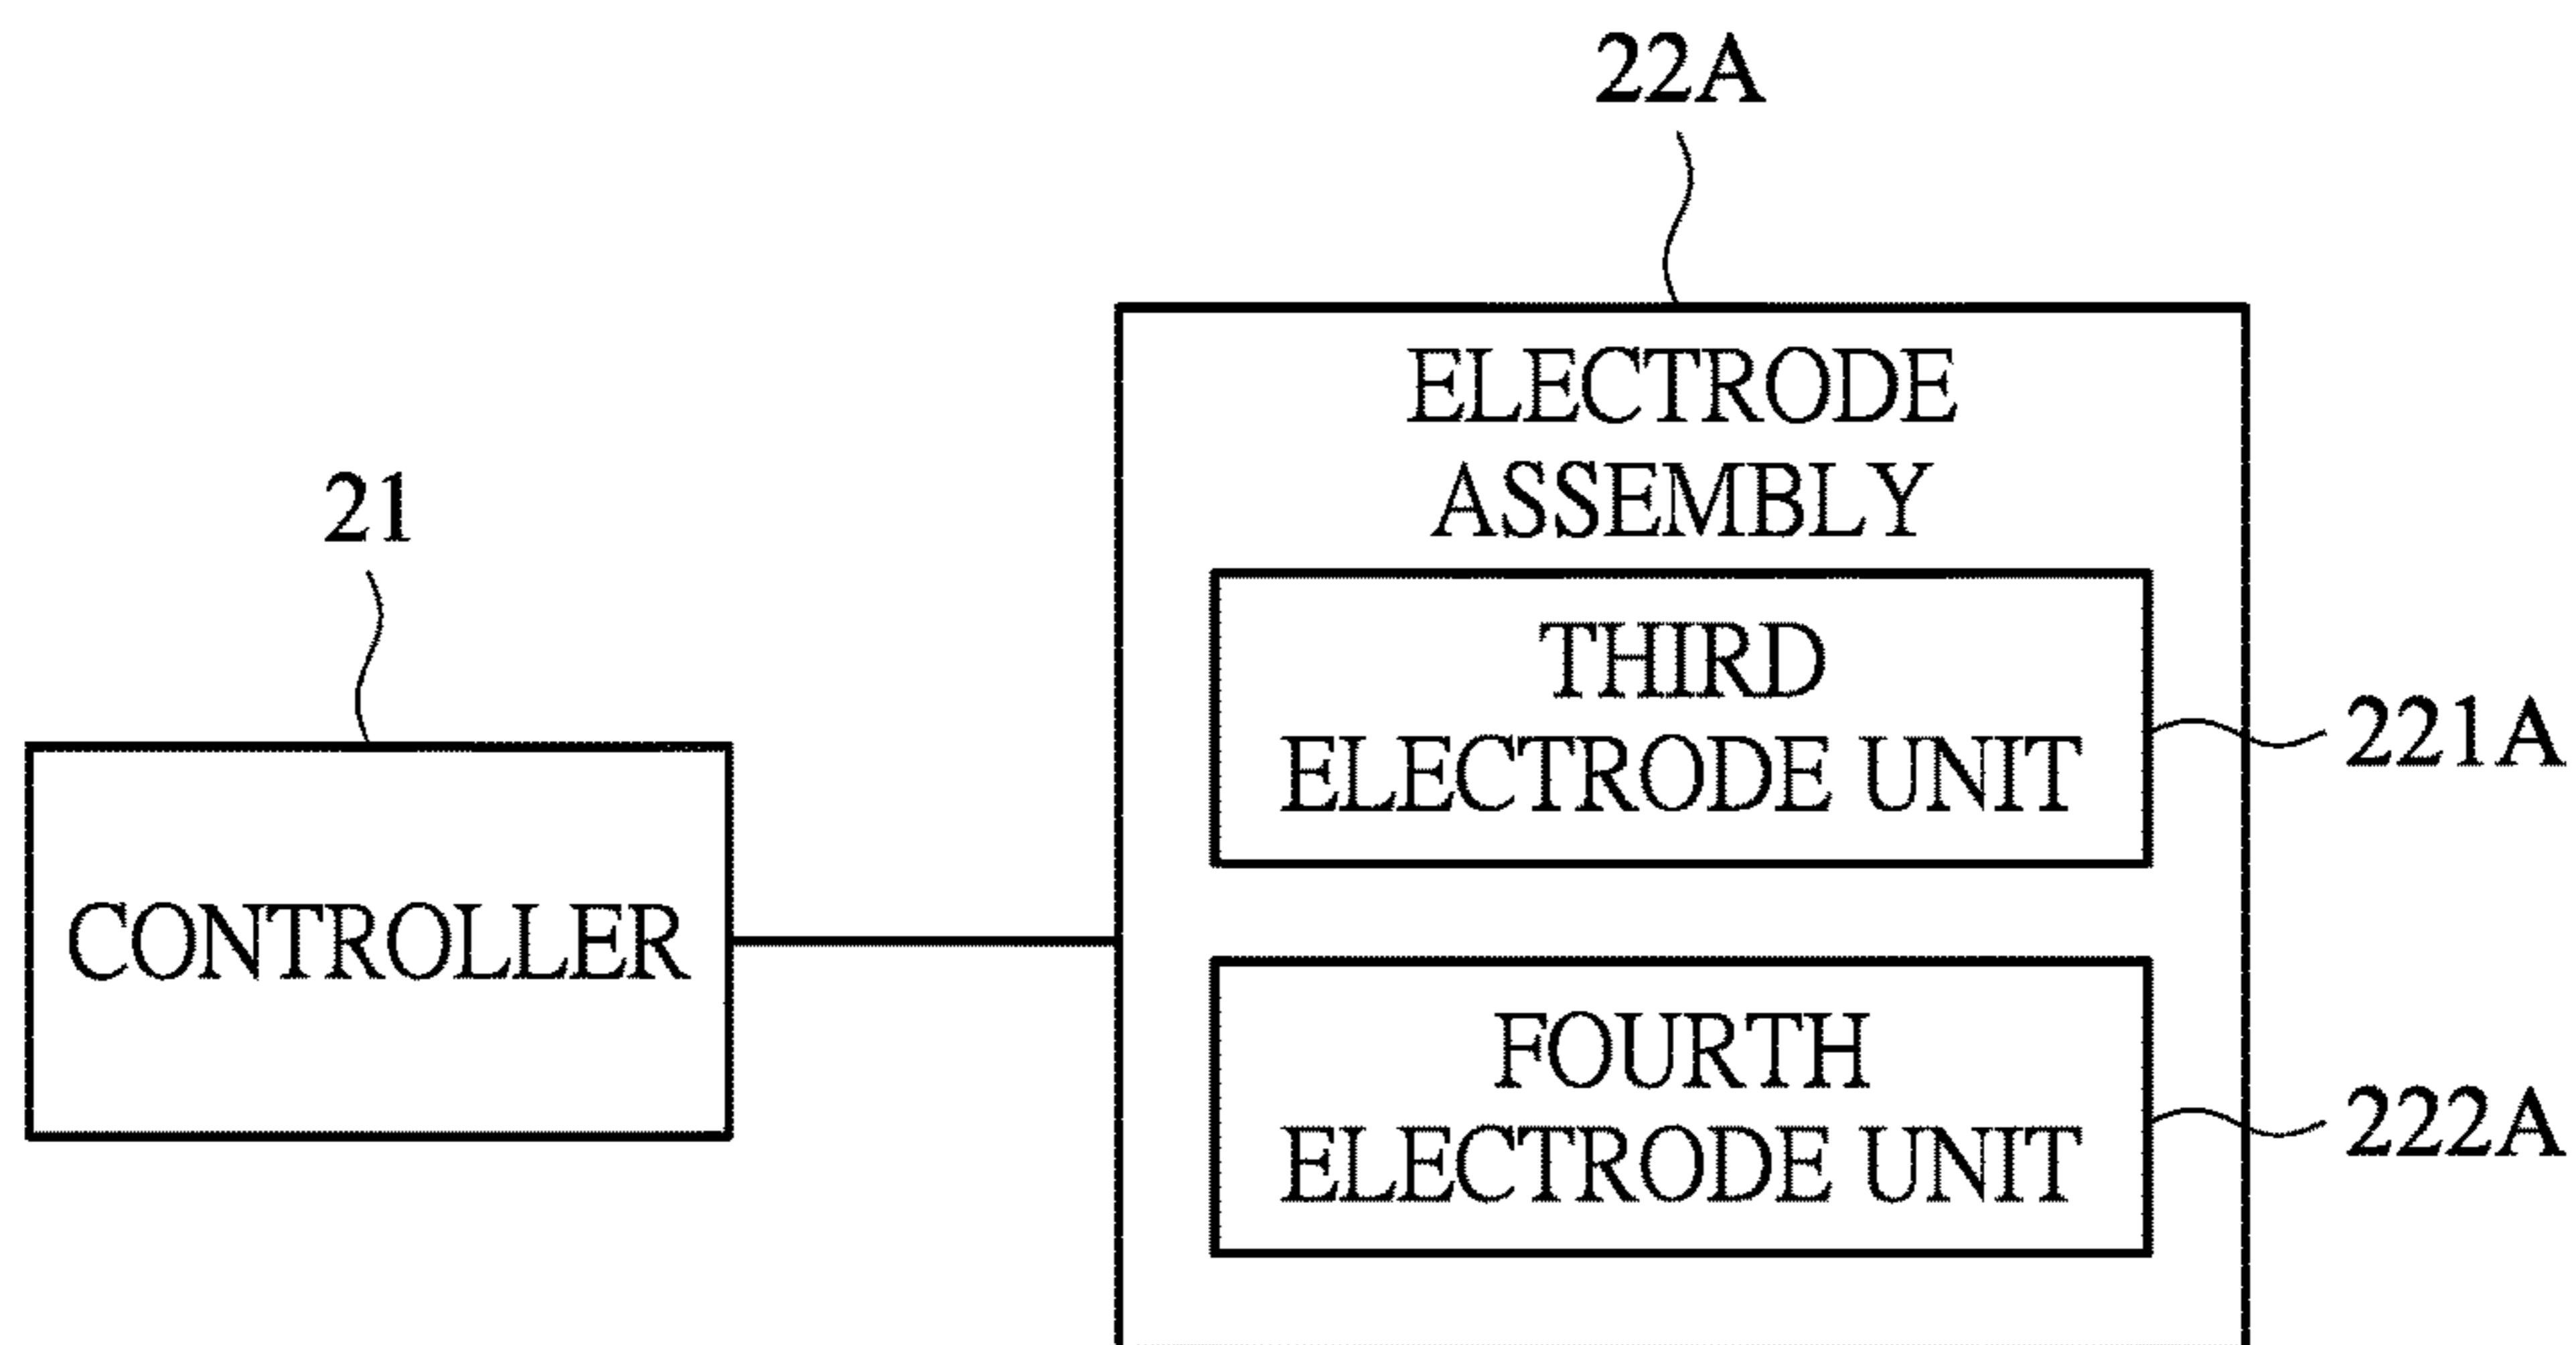 22A
ELECTRODE
ASSEMBLY
21
THIRD
ELECTRODE UNIT
221A
CONTROLLER
FOURTH
ELECTRODE UNIT
222A